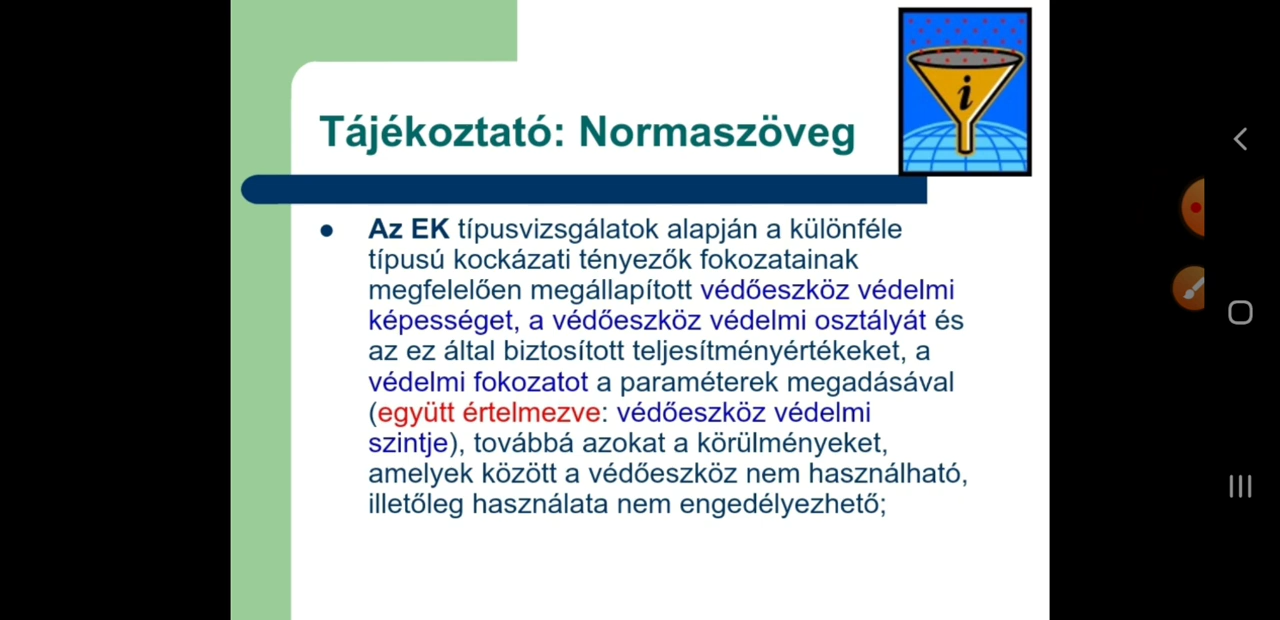 Tájékoztató: Normaszöveg
i
Az EK típusvizsgálatok alapján a különféle
típusú kockázati tényezők fokozatainak
megfelelően megállapított védőeszköz védelmi
képességet, a védőeszköz védelmi osztályát és
az ez által biztosított teljesítményértékeket, a
védelmi fokozatot a paraméterek megadásával
(együtt értelmezve: védőeszköz védelmi
szintje), továbbá azokat a körülményeket,
amelyek között a védőeszköz nem használható,
illetőleg használata nem engedélyezhető;